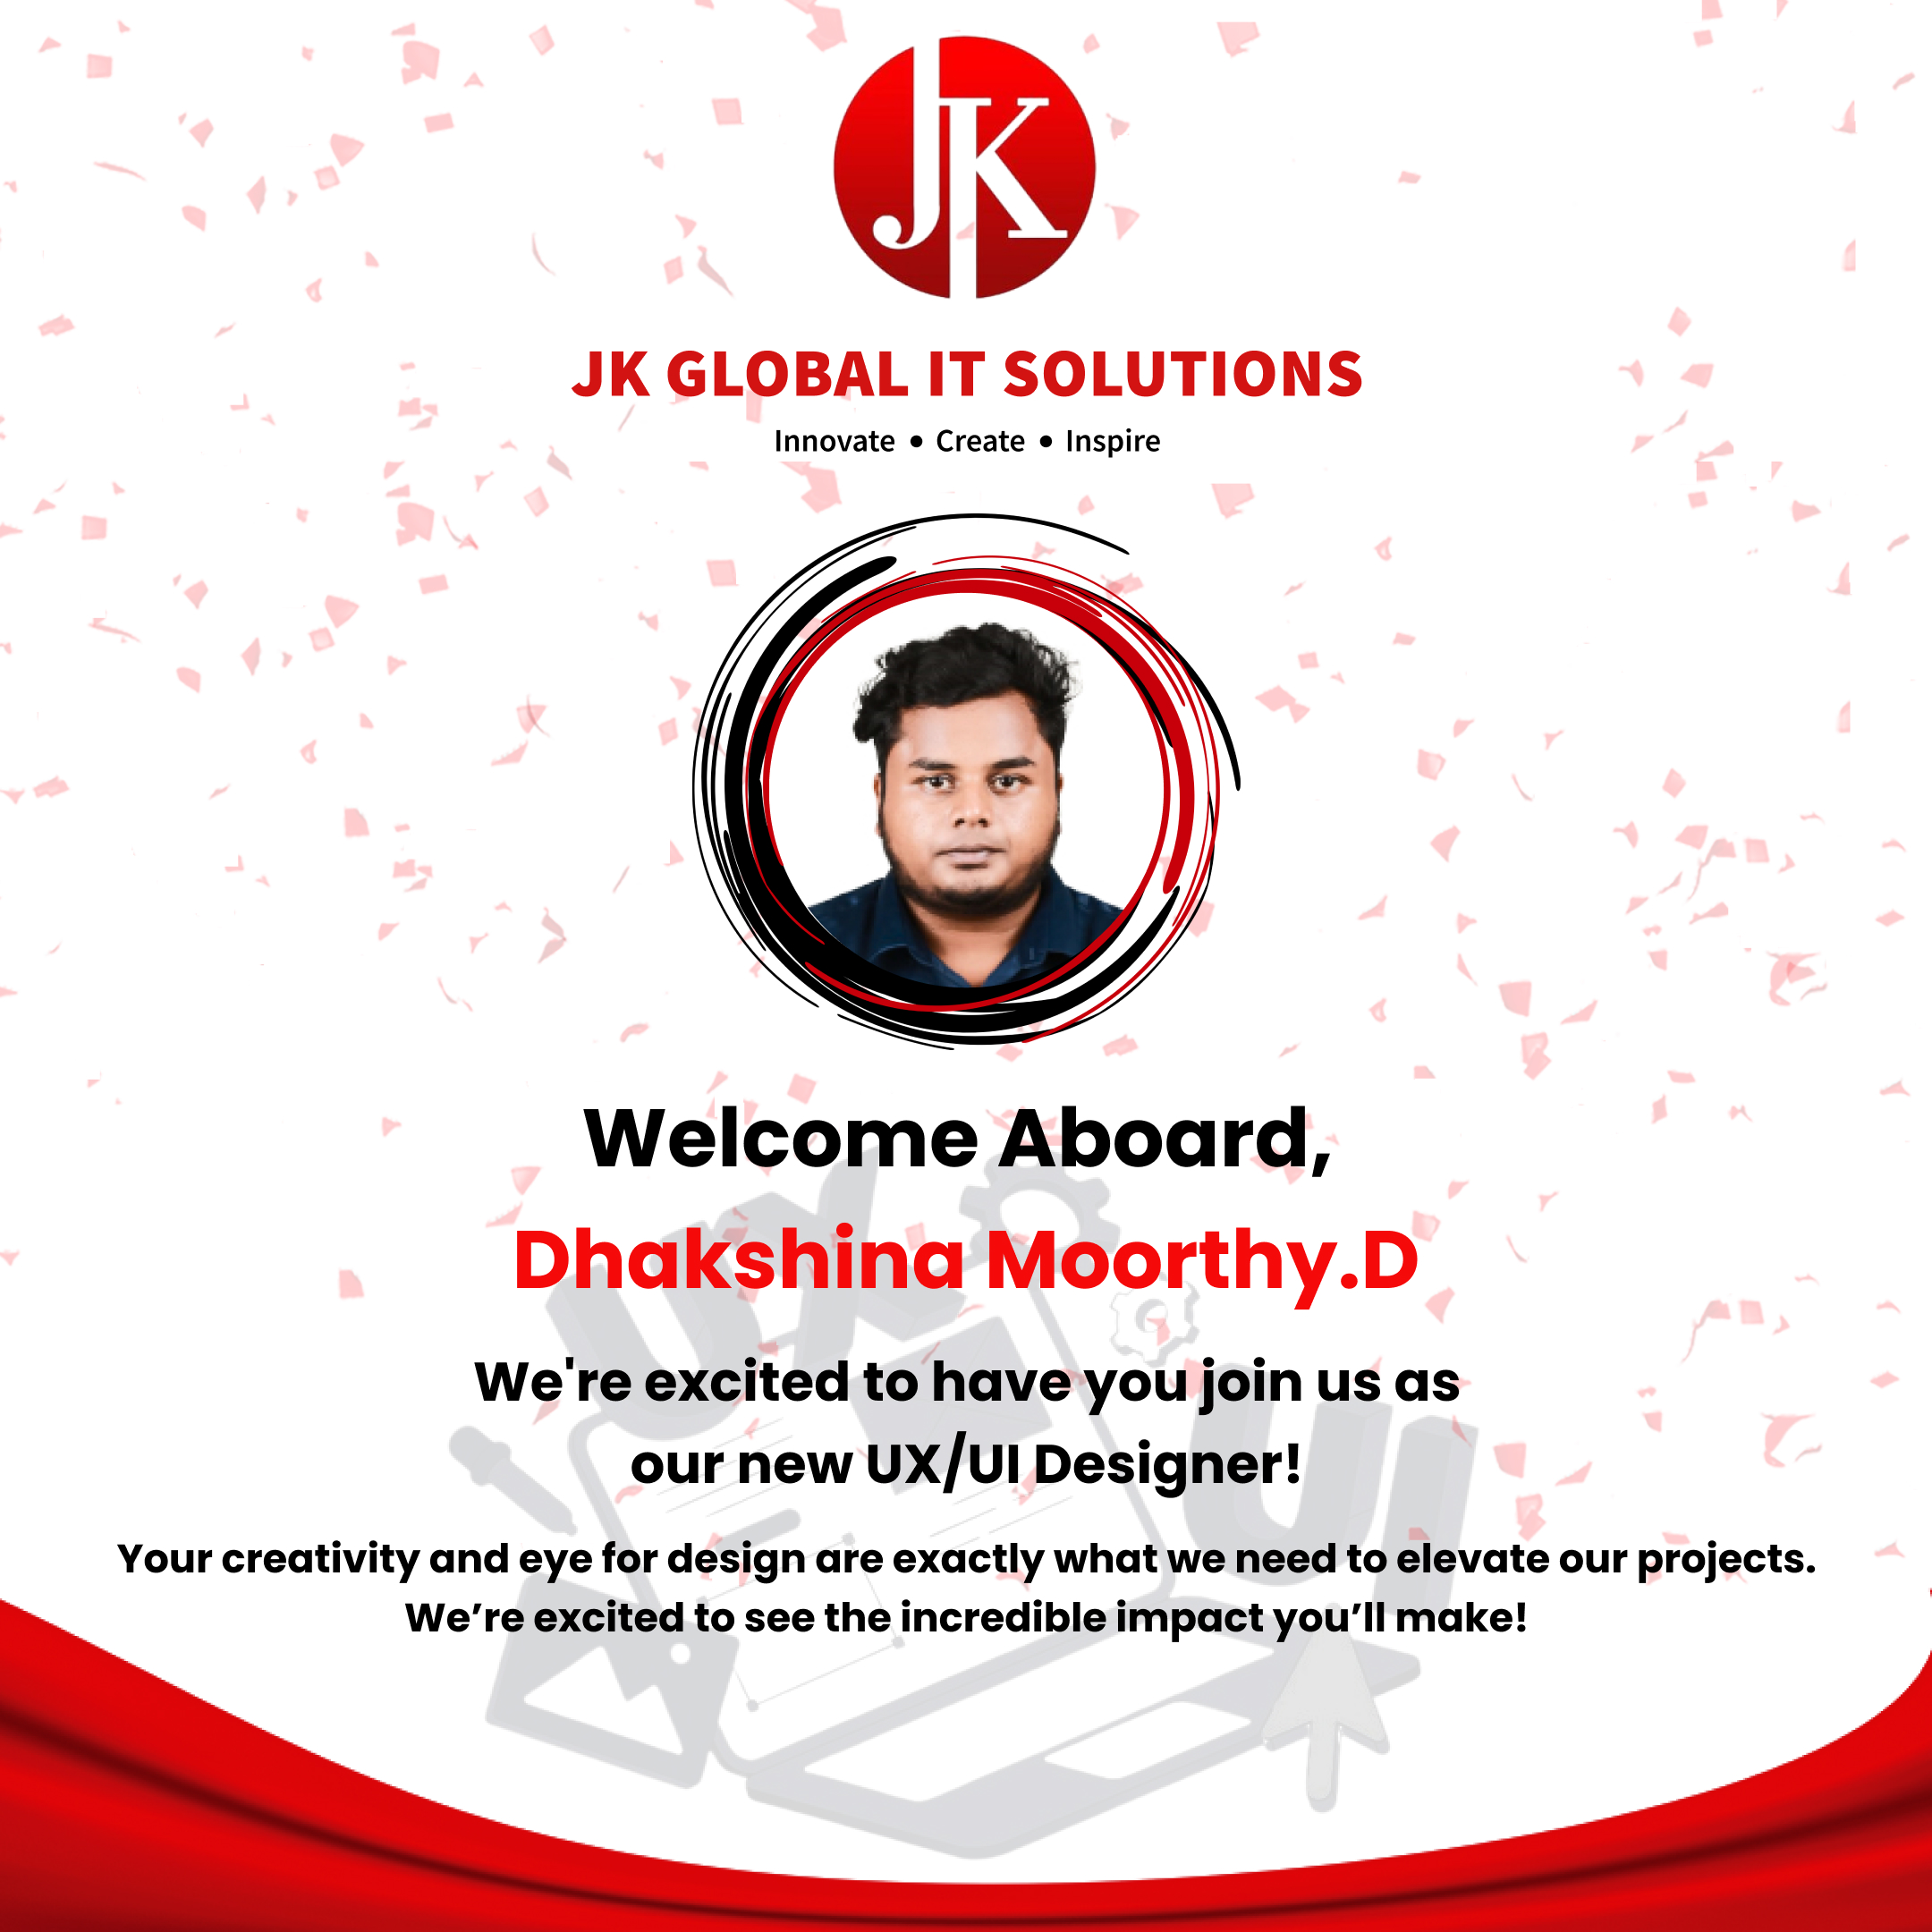 JK
JK GLOBAL IT SOLUTIONS
Innovate • Create • Inspire
Welcome Aboard,
Dhakshina Moorthy.D
We're excited to have you join us as
our new UX/UI Designer!
Your creativity and eye for design are exactly what we need to elevate our projects.
We’re excited to see the incredible impact you’ll make!
UX
UI